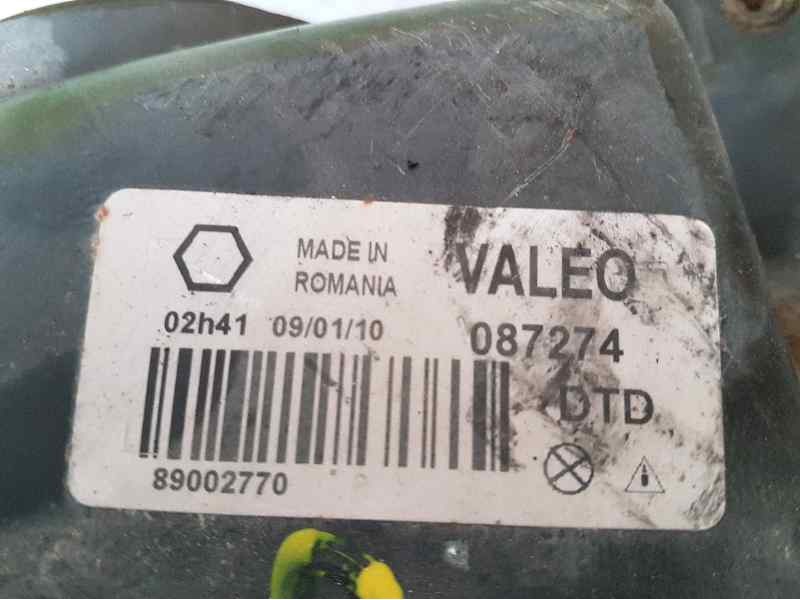 MADE IN
ROMANIA
VALEO
02h41 09/01/10
087274
DTD
89002770